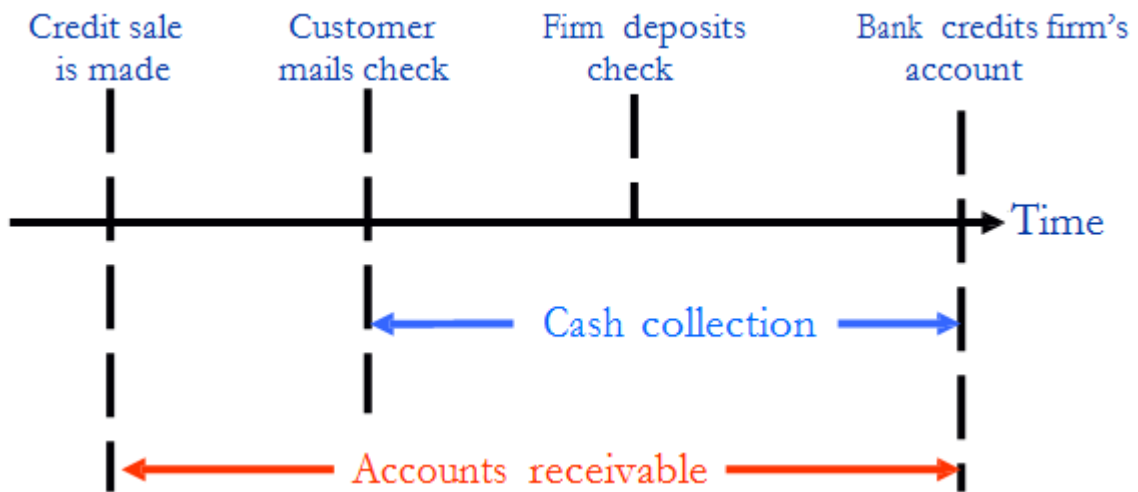 Credit sale
is made
Customer
mails check
Firm deposits
check
Bank credits firm's
account
Time
Cash collection
Accounts receivable